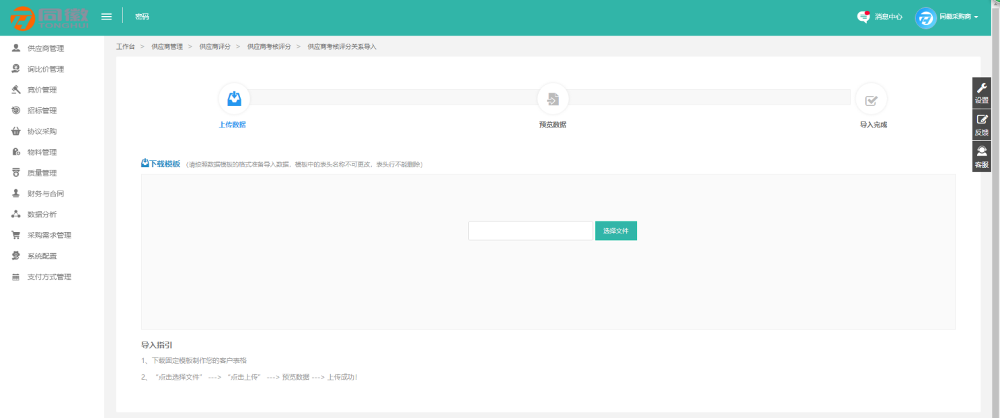 同徽
TONGHUI
密码
消息中心
同徽采购商
供应商管理
询比价管理
竞价管理
招标管理
协议采购
物料管理
质量管理
财务与合同
数据分析
采购需求管理
系统配置
支付方式管理
工作台 > 供应商管理 > 供应商评分 > 供应商考核评分 > 供应商考核评分关系导入
上传数据
预览数据
导入完成
设置
反馈
客服
下载模板 (请按照数据模板的格式准备导入数据，模板中的表头名称不可更改，表头行不能删除)
选择文件
导入指引
1、下载固定模板制作您的客户表格
2、 “点击选择文件” ---> “点击上传” ---> 预览数据 ---> 上传成功!